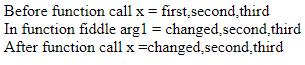 Before function call x = first,second,third
In function fiddle arg1 = changed,second,third
After function call x =changed,second,third